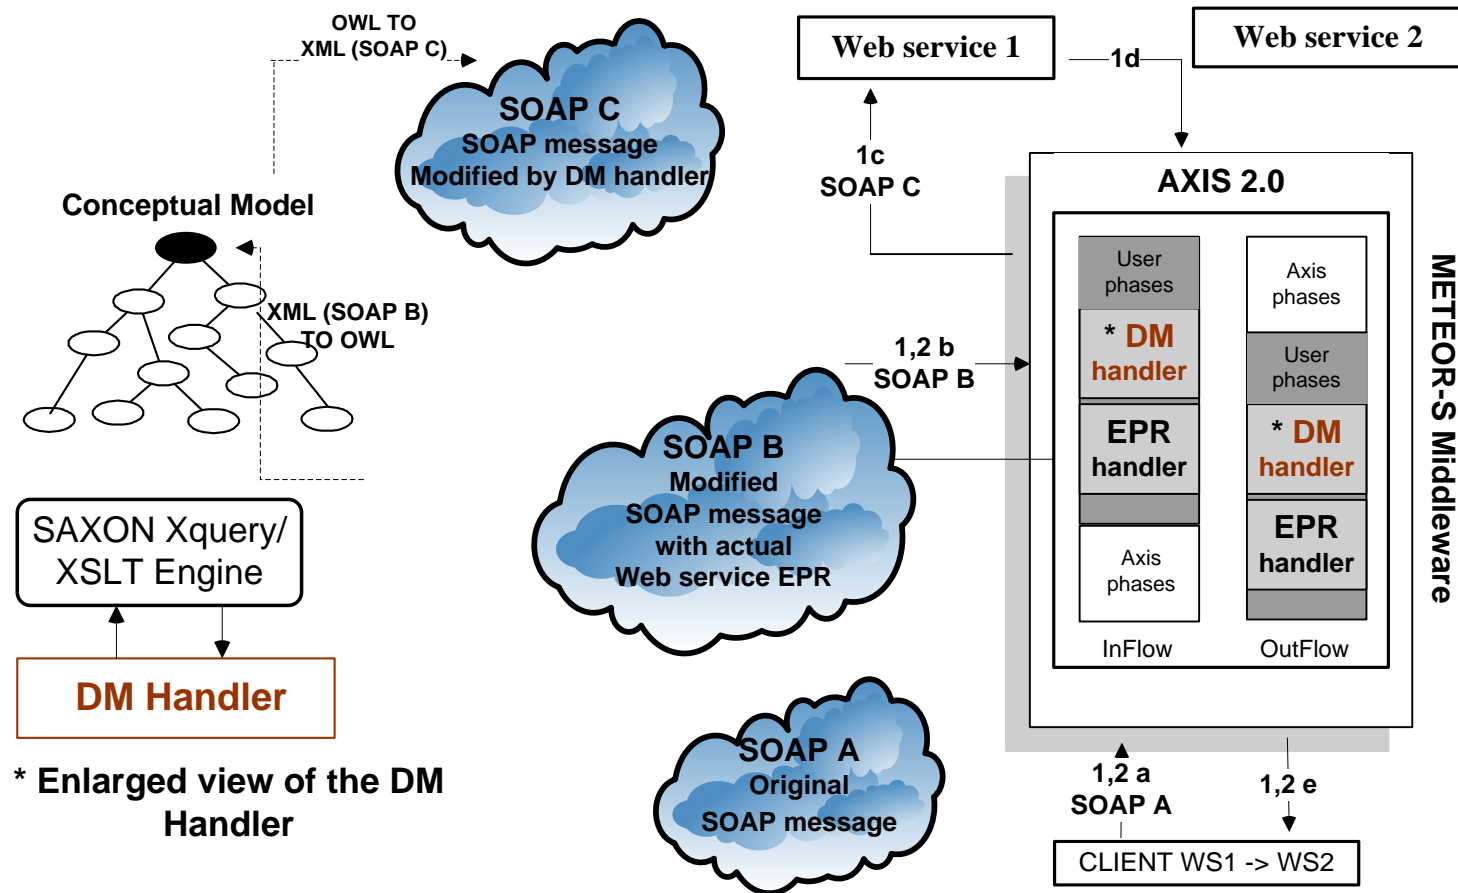 OWL TO
XML (SOAP C)
SOAP C
SOAP message
Modified by DM handler
Conceptual Model
XML (SOAP B)
TO OWL
SAXON Xquery/
XSLT Engine
DM Handler
* Enlarged view of the DM
Handler
SOAP B
Modified
SOAP message
with actual
Web service EPR
SOAP A
Original
SOAP message
Web service 1
Web service 2
1d
1c
SOAP C
1,2 b
SOAP B
AXIS 2.0
User
phases
* DM
handler
EPR
handler
Axis
phases
InFlow
Axis
phases
User
phases
* DM
handler
EPR
handler
OutFlow
METEOR-S Middleware
1,2 a
SOAP A
1,2 e
CLIENT WS1 -> WS2